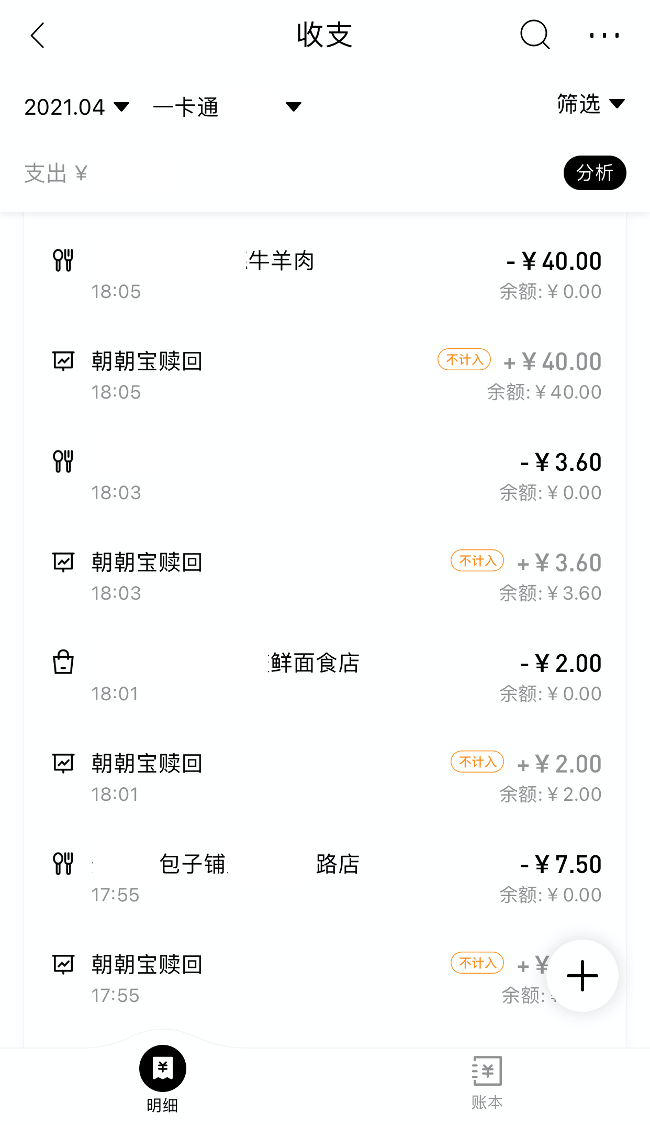 收支
2021.04 一卡通 筛选
支出 ¥ 分析
牛羊肉 - ¥ 40.00
18:05 余额: ¥ 0.00
朝朝宝赎回 不计入 + ¥ 40.00
18:05 余额: ¥ 40.00
- ¥ 3.60
18:03 余额: ¥ 0.00
朝朝宝赎回 不计入 + ¥ 3.60
18:03 余额: ¥ 3.60
鲜面食店 - ¥ 2.00
18:01 余额: ¥ 0.00
朝朝宝赎回 不计入 + ¥ 2.00
18:01 余额: ¥ 2.00
包子铺 路店 - ¥ 7.50
17:55 余额: ¥ 0.00
朝朝宝赎回 不计入 + ¥
17:55 余额:
明细 账本